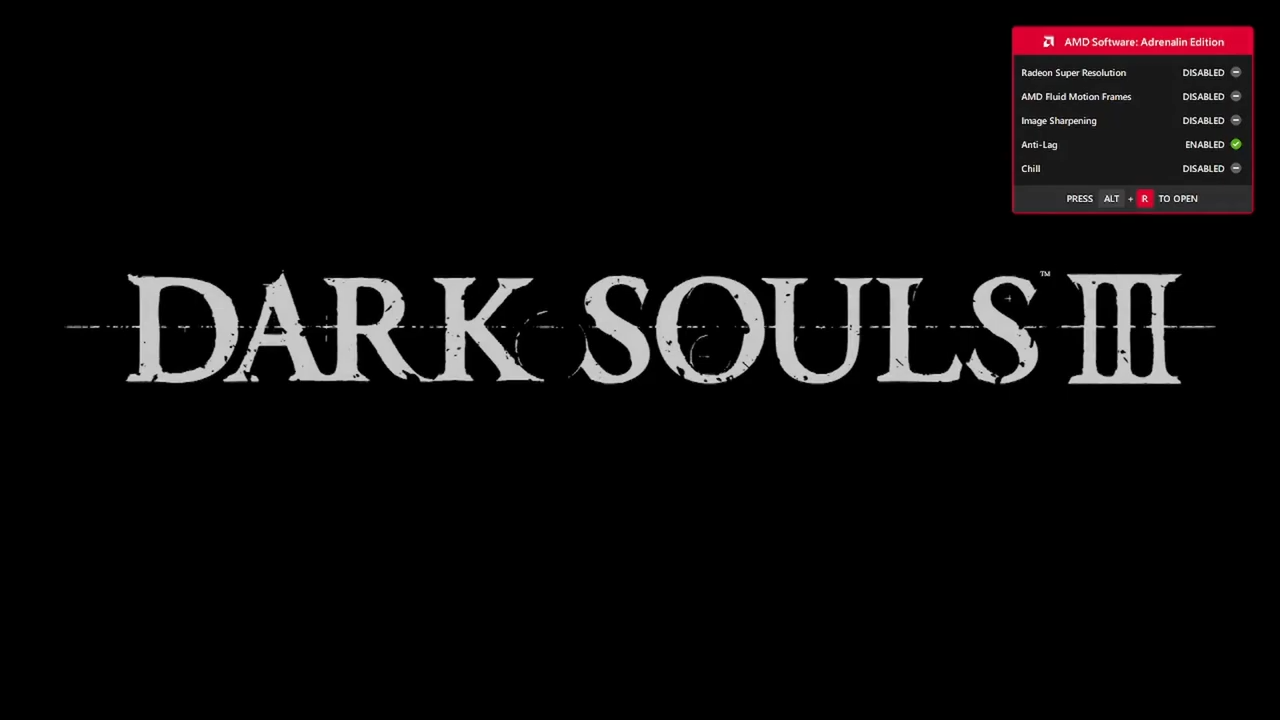 AMD Software: Adrenalin Edition
Radeon Super Resolution DISABLED
AMD Fluid Motion Frames DISABLED
Image Sharpening DISABLED
Anti-Lag ENABLED
Chill DISABLED
PRESS ALT + R TO OPEN
DARK SOULS™ III